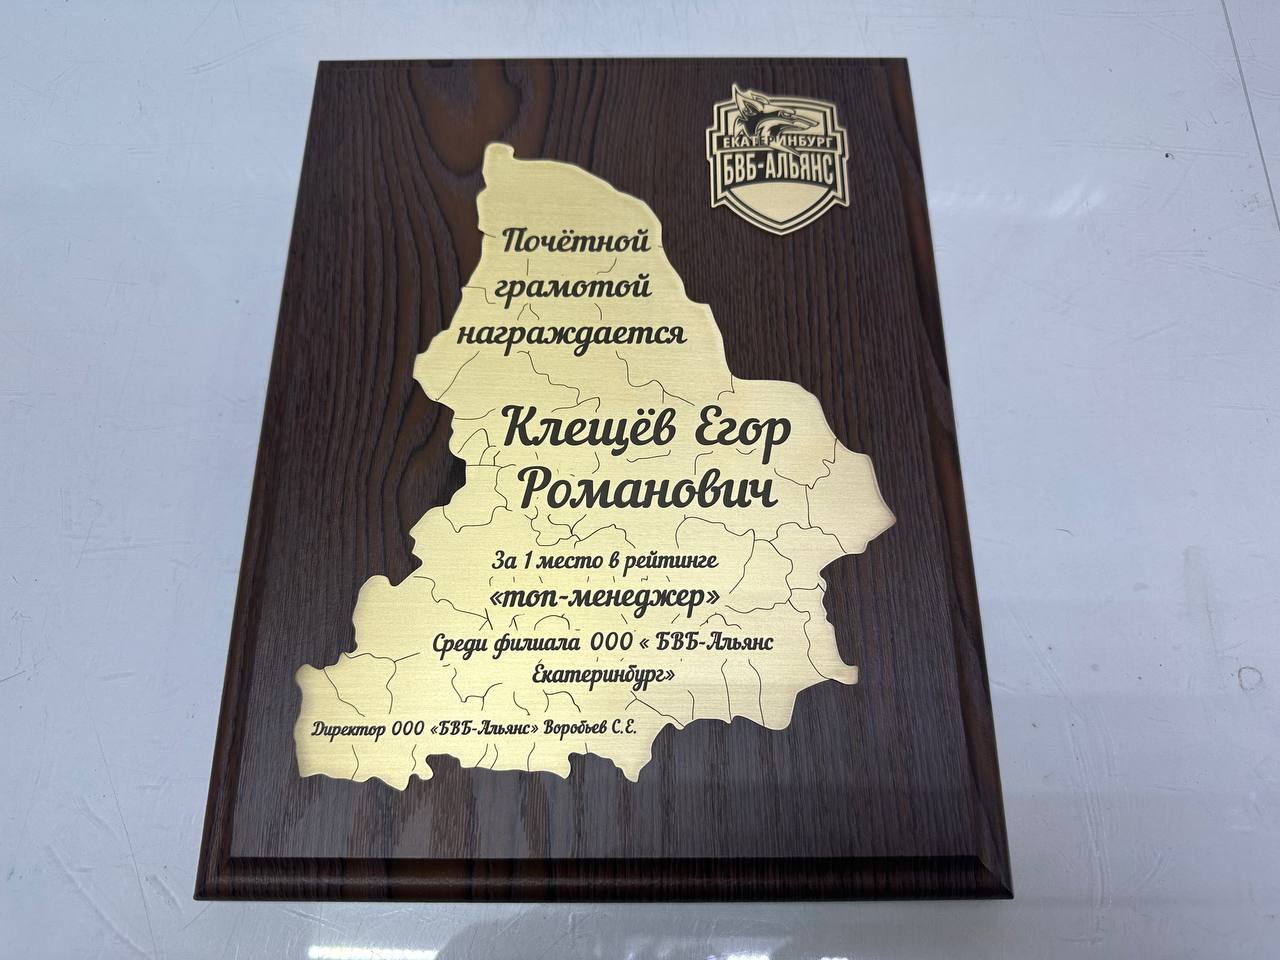 ЕКАТЕРИНБУРГ
БВБ-АЛЬЯНС
Почётной
грамотой
награждается
Клещёв Егор
Романович
За 1 место в рейтинге
«топ-менеджер»
Среди филиала ООО « БВБ-Альянс
Екатеринбург»
Директор ООО «БВБ-Альянс» Воробьев С.Е.